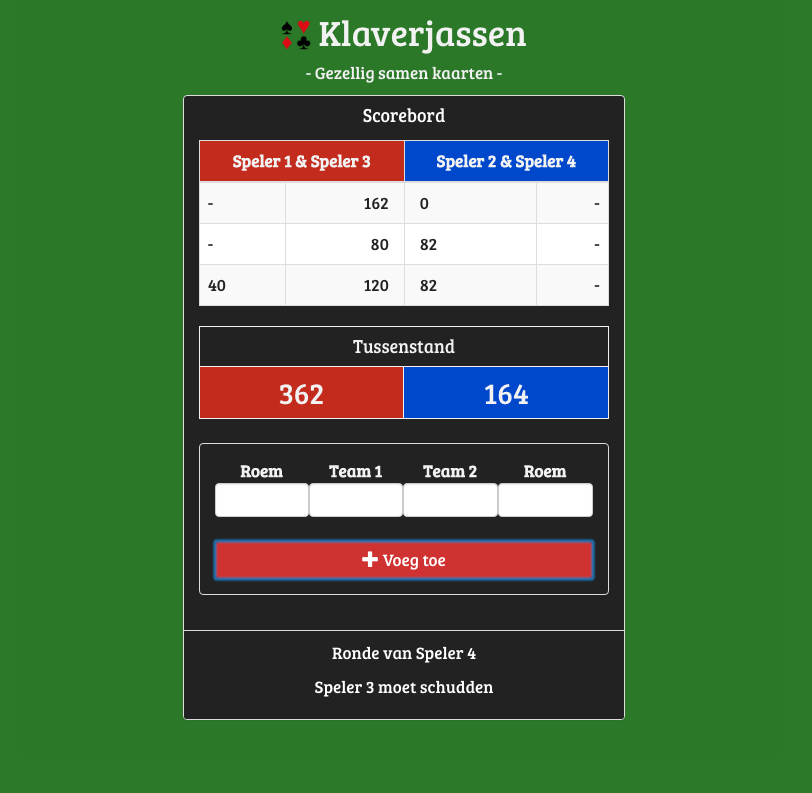 Klaverjassen
- Gezellig samen kaarten -
Scorebord
Speler 1 & Speler 3 Speler 2 & Speler 4
- 162 0 -
- 80 82 -
40 120 82 -
Tussenstand
362 164
Roem Team 1 Team 2 Roem
Voeg toe
Ronde van Speler 4
Speler 3 moet schudden